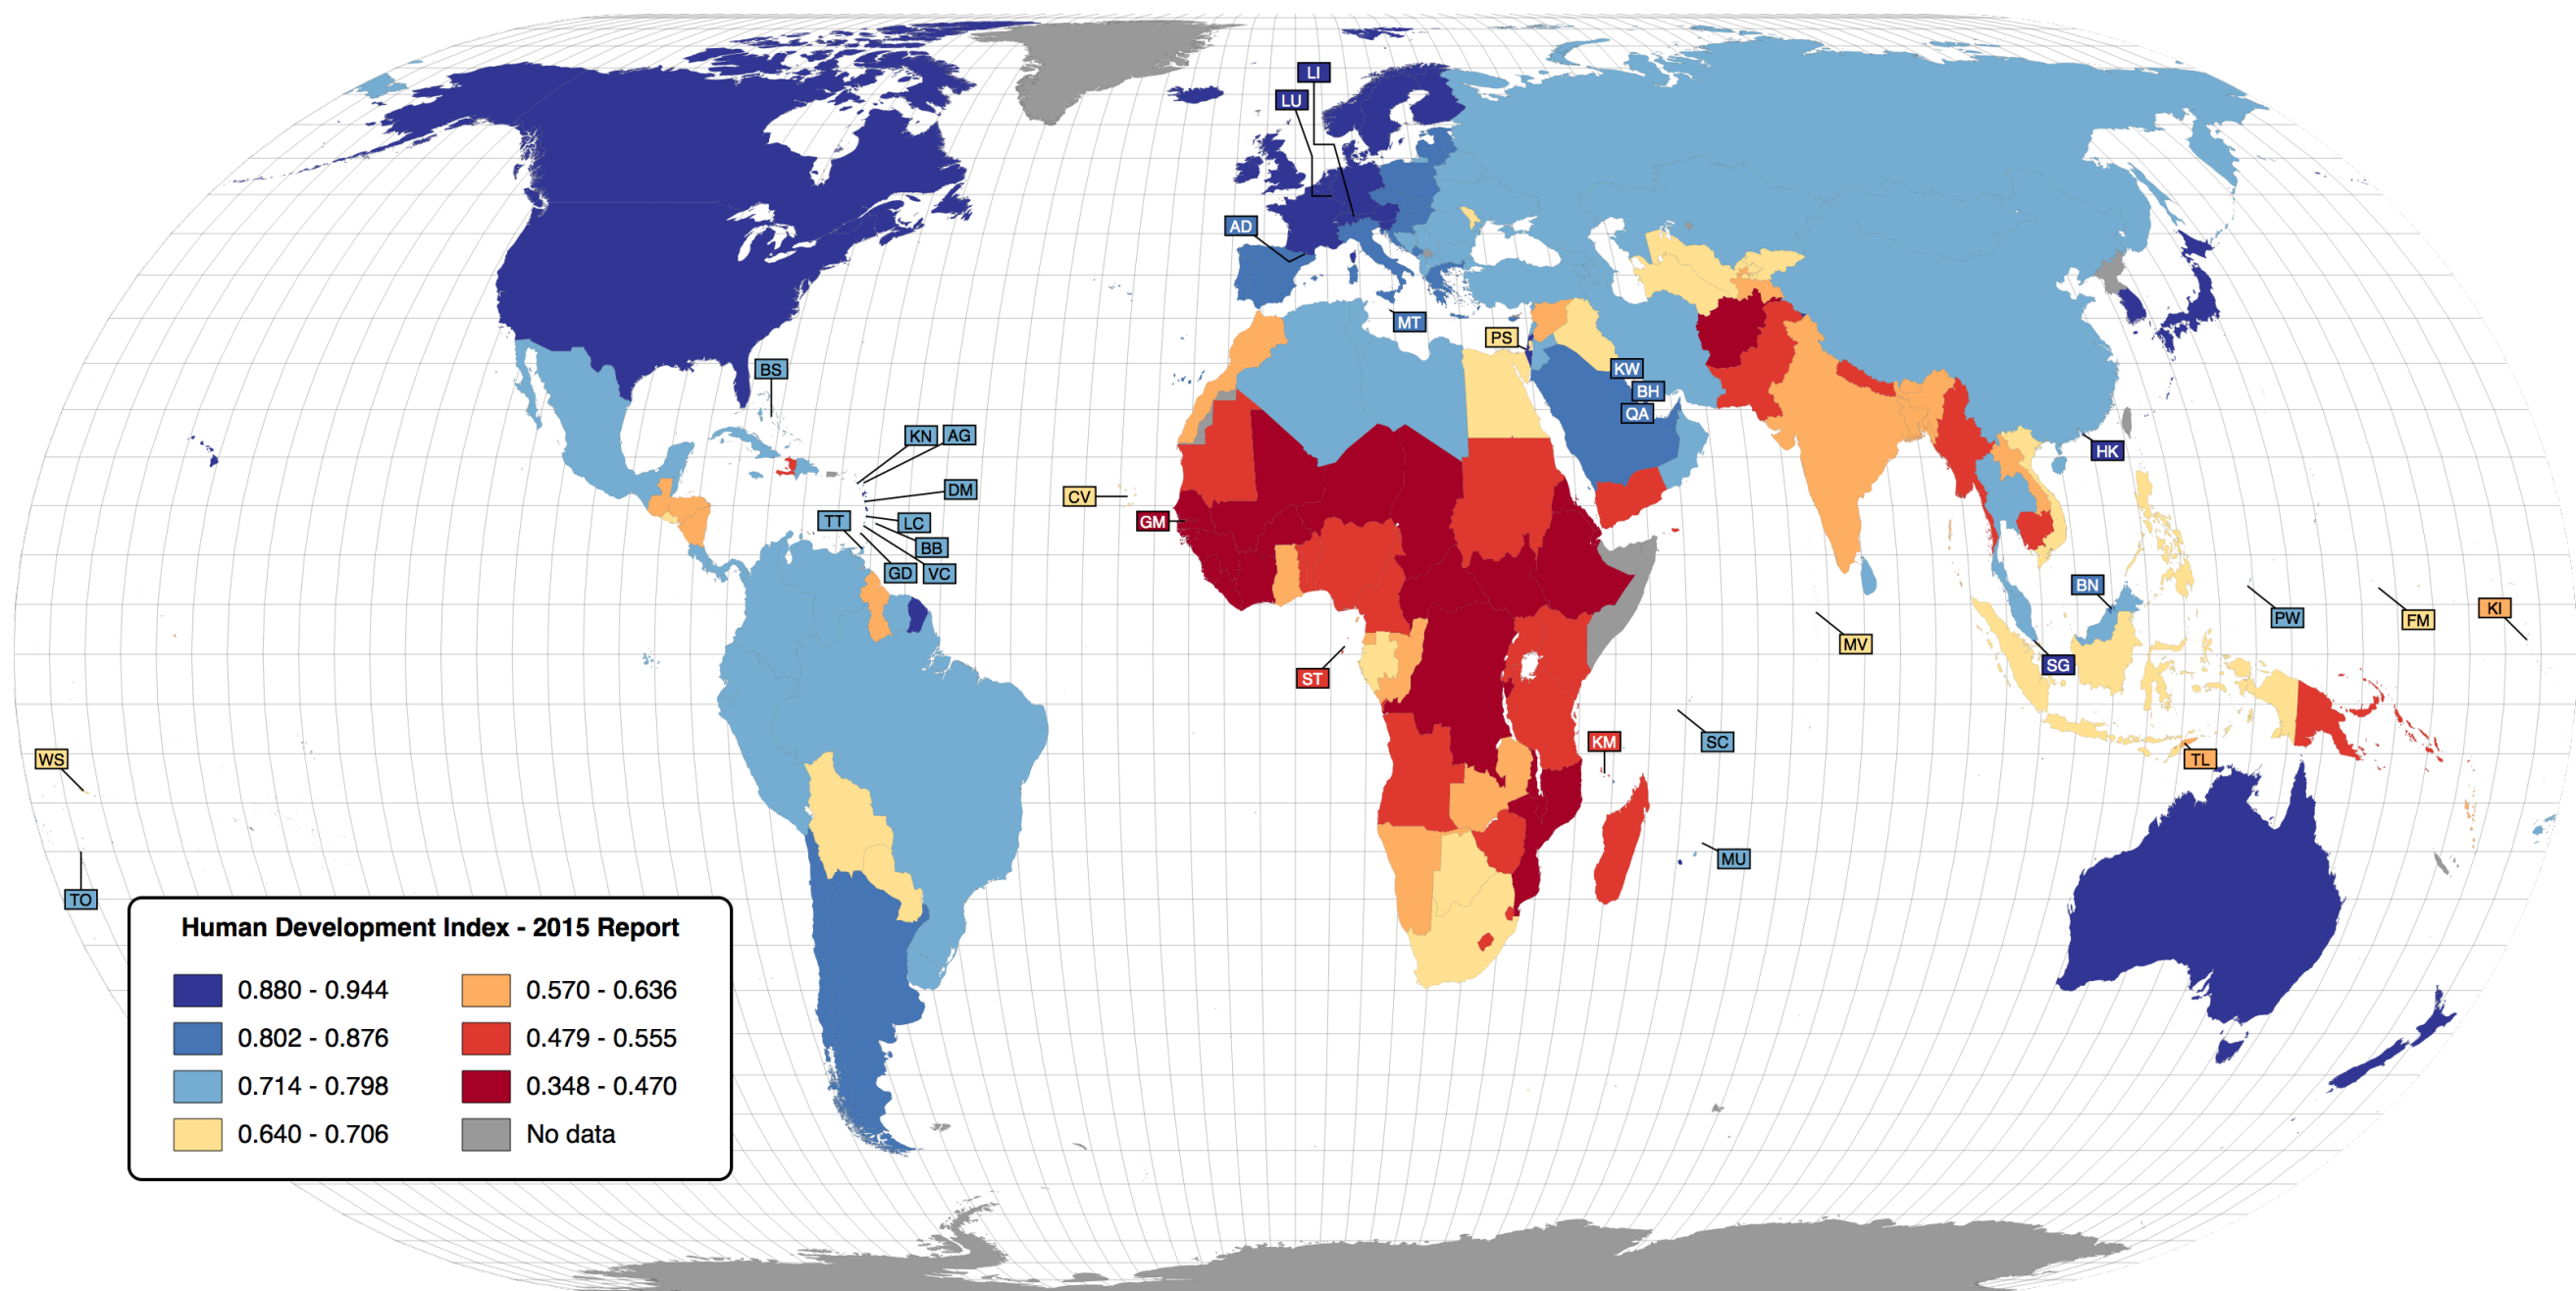 LI
LU
AD
MT
PS
KW
BH
QA
BS
KN
AG
DM
TT
LC
BB
GD
VC
CV
GM
ST
KM
SC
MU
MV
HK
BN
SG
PW
FM
KI
TL
WS
TO
Human Development Index - 2015 Report
0.880 - 0.944
0.802 - 0.876
0.714 - 0.798
0.640 - 0.706
0.570 - 0.636
0.479 - 0.555
0.348 - 0.470
No data